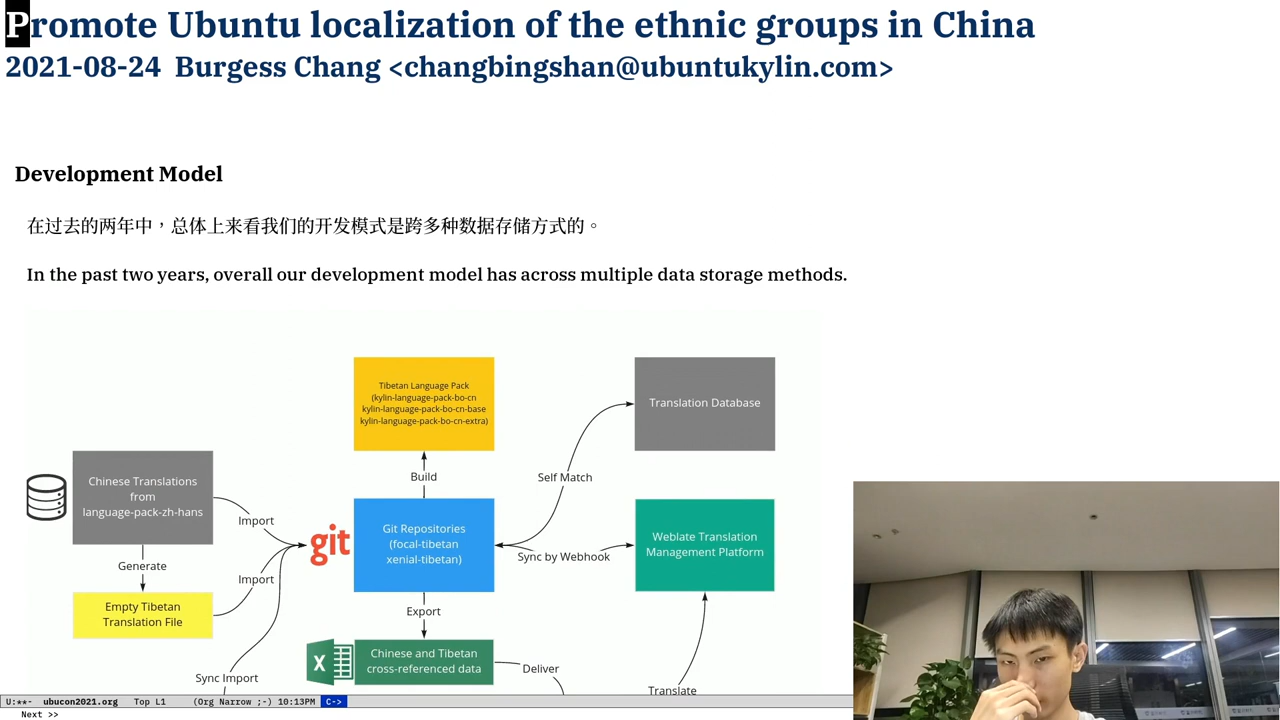 Promote Ubuntu localization of the ethnic groups in China
2021-08-24 Burgess Chang <changbingshan@ubuntukylin.com>
Development Model
在过去的两年中，总体上来看我们的开发模式是跨多种数据存储方式的。
In the past two years, overall our development model has across multiple data storage methods.
Tibetan Language Pack
(kylin-language-pack-bo-cn
kylin-language-pack-bo-cn-base
kylin-language-pack-bo-cn-extra)
Translation Database
Build
Self Match
Chinese Translations
from
language-pack-zh-hans
Import
git
Git Repositories
(focal-tibetan
xenial-tibetan)
Sync by Webhook
Weblate Translation
Management Platform
Generate
Import
Empty Tibetan
Translation File
Export
X
Chinese and Tibetan
cross-referenced data
Sync Import
Deliver
Translate
U:**- ubucon2021.org Top L1 (Org Narrow ;-) 10:13PM C->
Next >>